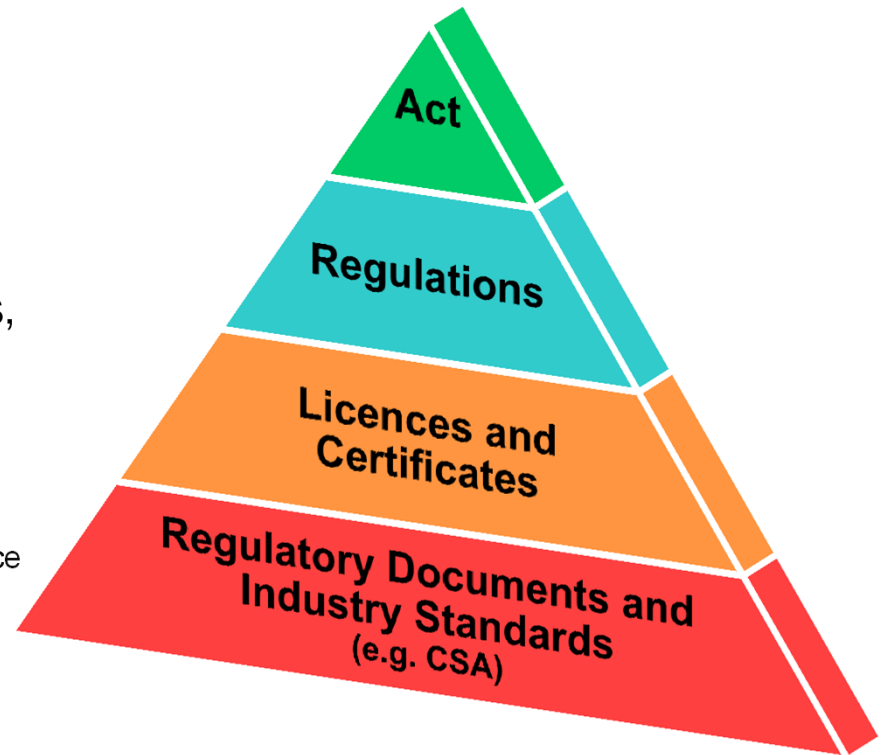 Act
Regulations
Licences and
Certificates
Regulatory Documents and
Industry Standards
(e.g. CSA)